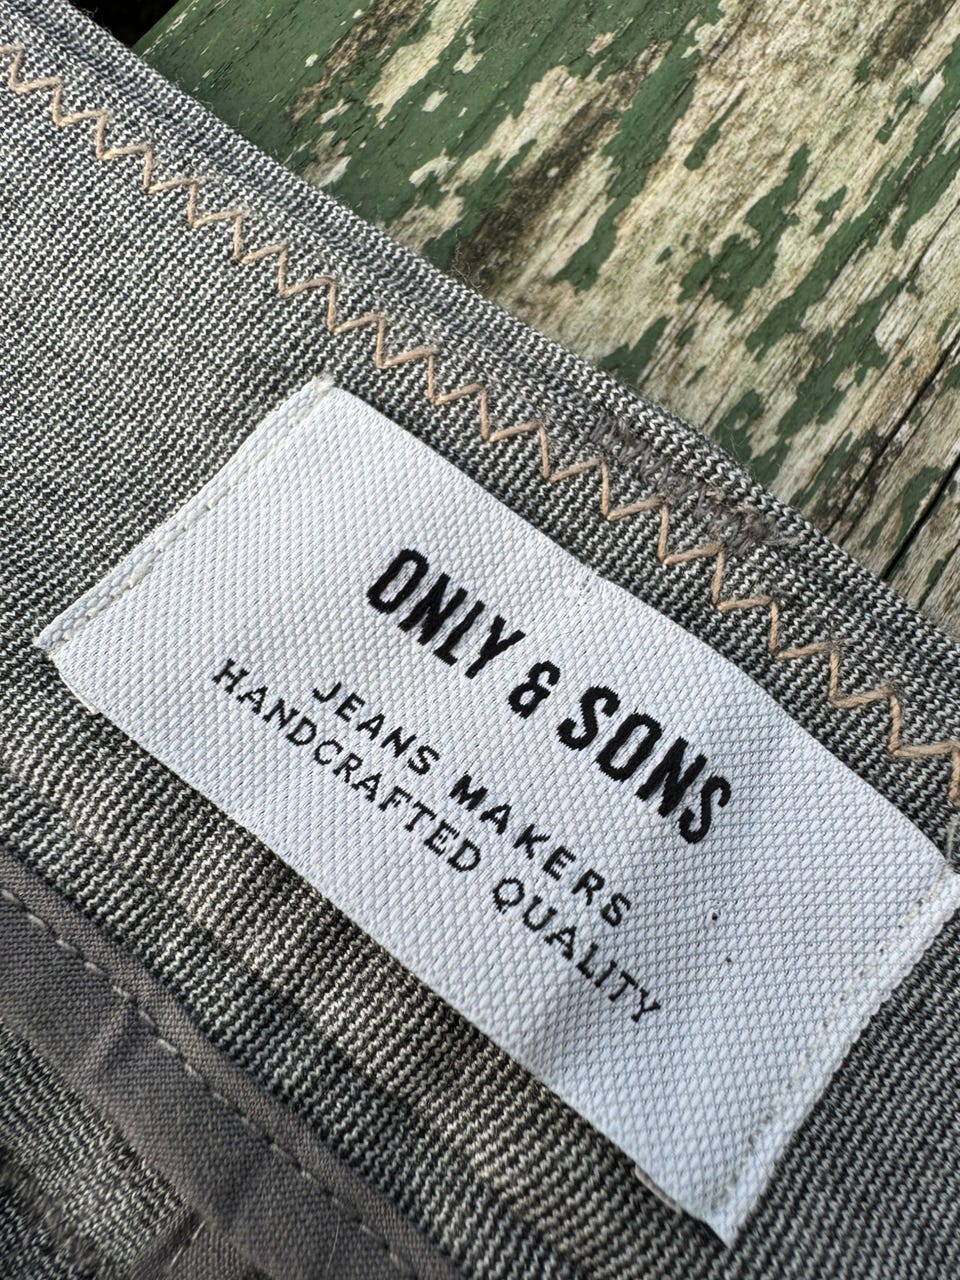 ONLY & SONS
JEANS MAKERS
HANDCRAFTED QUALITY